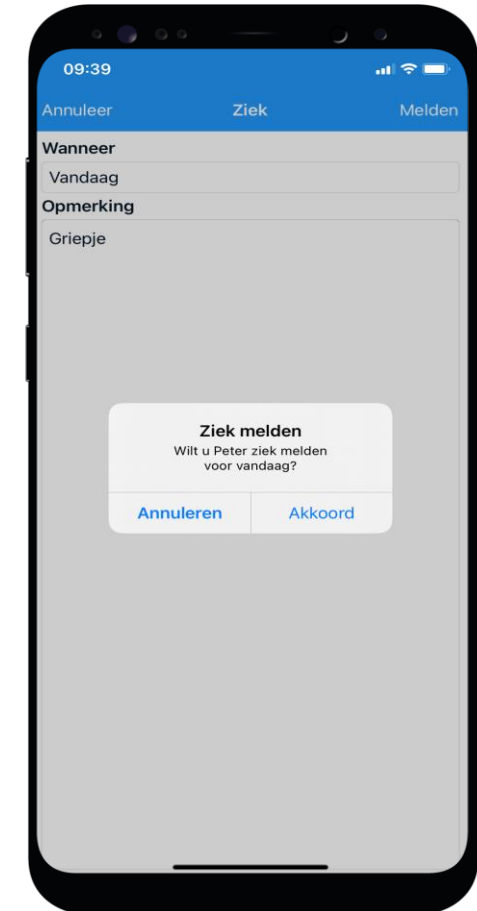 09:39
Annuleer Ziek Melden
Wanneer
Vandaag
Opmerking
Griepje
Ziek melden
Wilt u Peter ziek melden
voor vandaag?
Annuleren Akkoord